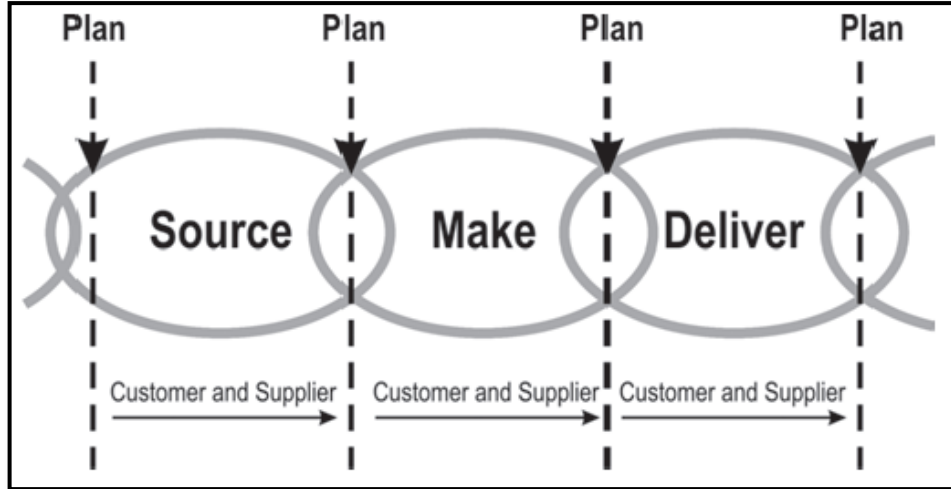 Plan Plan Plan Plan
Source Make Deliver
Customer and Supplier Customer and Supplier Customer and Supplier